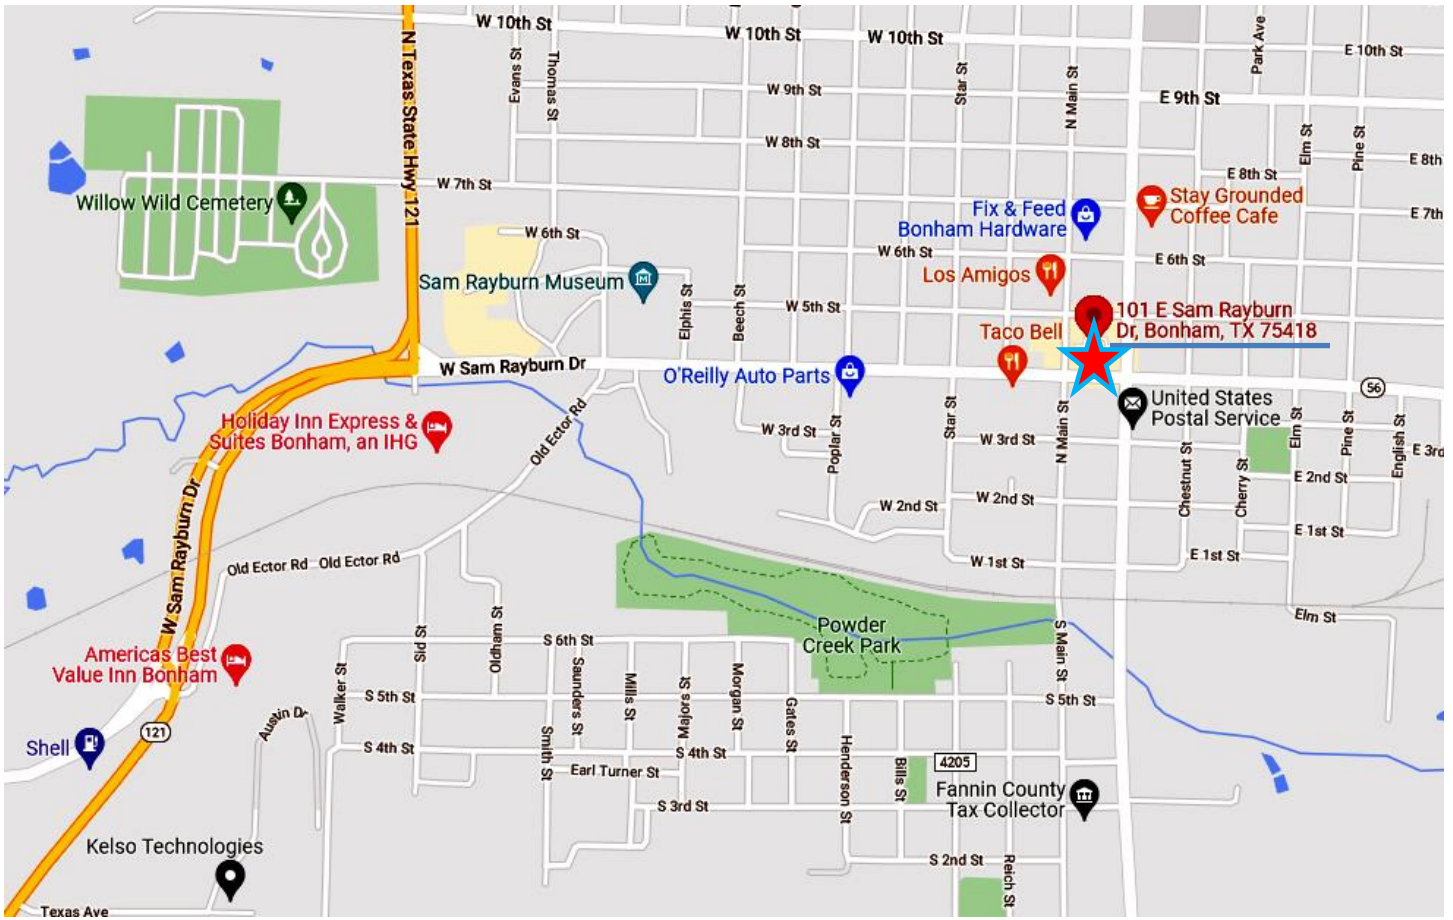 W 10th St
W 10th St
W 10th St
E 10th St
Park Ave
N Texas State Hwy 121
Evans St
Thomas St
Star St
N Main St
W 9th St
E 9th St
W 8th St
Elm St
Pine St
E 8th
E 8th St
W 7th St
Willow Wild Cemetery
Stay Grounded
Coffee Cafe
Fix & Feed
Bonham Hardware
E 7th
W 6th St
W 6th St
E 6th St
Sam Rayburn Museum
Los Amigos
Elphis St
Beech St
W 5th St
101 E Sam Rayburn
Dr, Bonham, TX 75418
Taco Bell
W Sam Rayburn Dr
O'Reilly Auto Parts
56
United States
Postal Service
Holiday Inn Express &
Suites Bonham, an IHG
Old Ector Rd
W 3rd St
Poplar St
Star St
N Main St
W 3rd St
Chestnut St
Cherry St
Elm St
Pine St
English St
E 3rd
E 2nd St
W Sam Rayburn Dr
W 2nd St
W 2nd St
E 1st St
Old Ector Rd
Old Ector Rd
W 1st St
E 1st St
Elm St
Powder
Creek Park
Sid St
Oldham St
S 6th St
S Main St
Americas Best
Value Inn Bonham
Walker St
Saunders St
Mills St
Majors St
Morgan St
Gates St
S 5th St
S 5th St
Austin Dr
121
Shell
S 4th St
Smith St
S 4th St
Earl Turner St
Henderson St
Bills St
4205
Fannin County
Tax Collector
S 3rd St
Kelso Technologies
S 2nd St
Reich St
Texas Ave